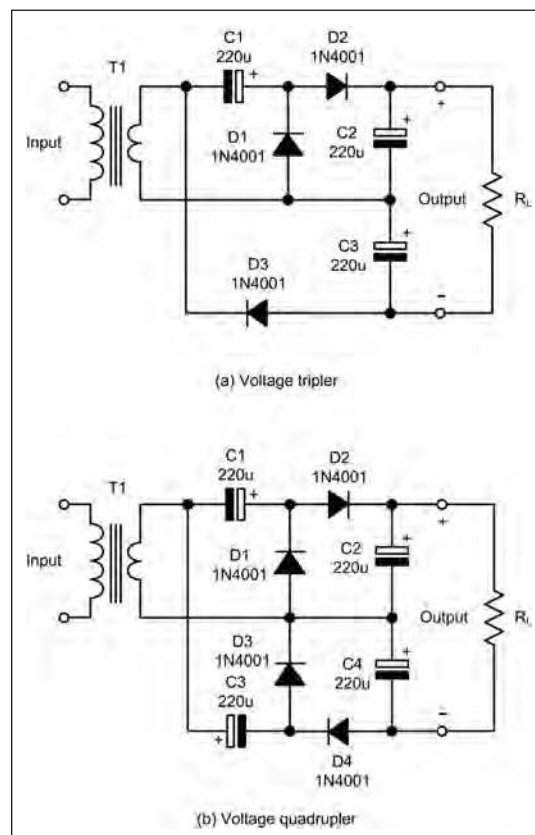 C1
220u
+
D2
1N4001
T1
+
Input
D1
1N4001
+
C2
220u
Output
RL
+
C3
220u
D3
1N4001
−
(a) Voltage tripler
C1
220u
+
D2
1N4001
T1
+
Input
D1
1N4001
+
C2
220u
Output
RL
D3
1N4001
+
C4
220u
C3
220u
+
−
D4
1N4001
(b) Voltage quadrupler